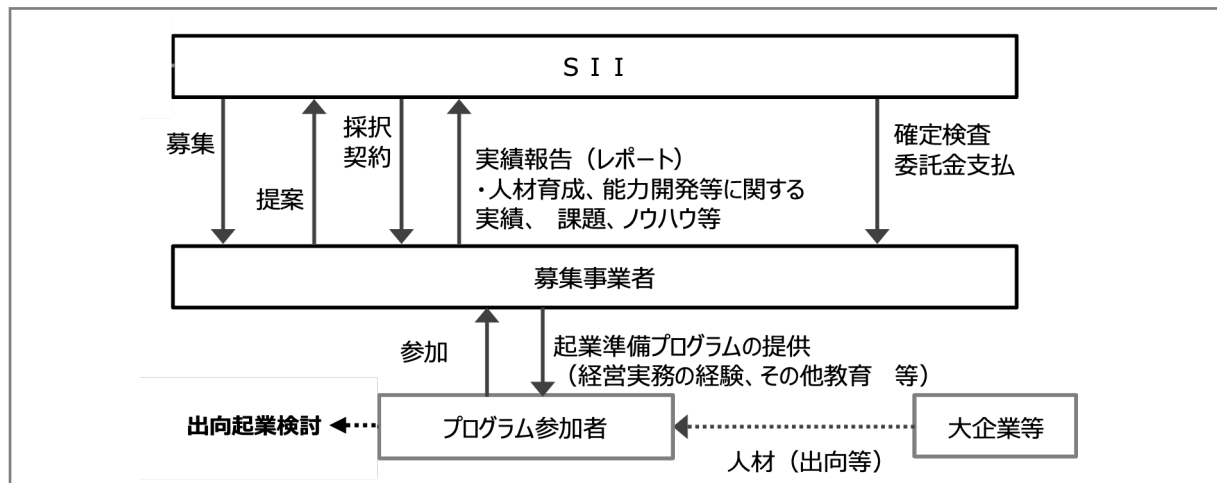 ＳＩＩ
募集
提案
採択
契約
実績報告（レポート）
・人材育成、能力開発等に関する
実績、　課題、ノウハウ等
確定検査
委託金支払
募集事業者
参加
起業準備プログラムの提供
（経営実務の経験、その他教育　等）
出向起業検討
プログラム参加者
大企業等
人材（出向等）